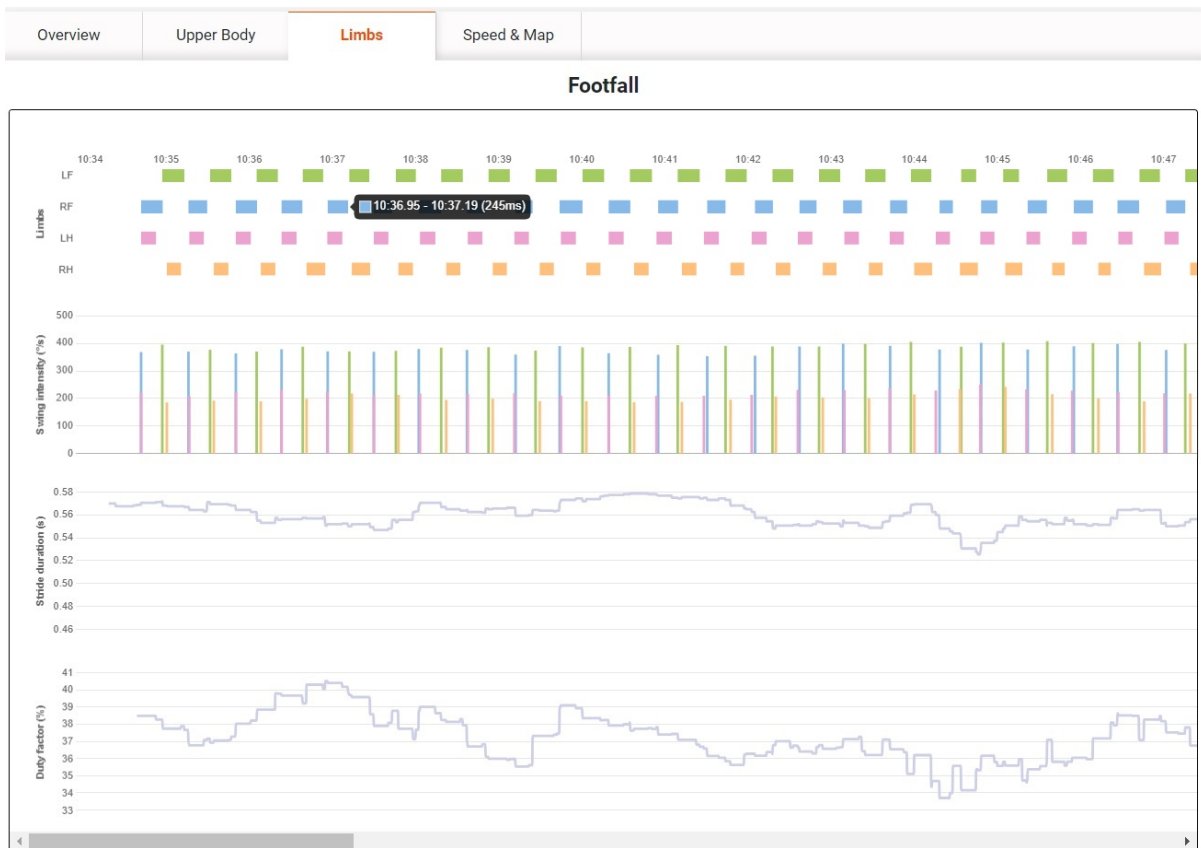 Overview Upper Body Limbs Speed & Map
Footfall
10:34 10:35 10:36 10:37 10:38 10:39 10:40 10:41 10:42 10:43 10:44 10:45 10:46 10:47
Limbs
LF
RF
10:36.95 - 10:37.19 (245ms)
LH
RH
Swing intensity (°/s)
500
400
300
200
100
0
Stride duration (s)
0.58
0.56
0.54
0.52
0.50
0.48
0.46
Duty factor (%)
41
40
39
38
37
36
35
34
33